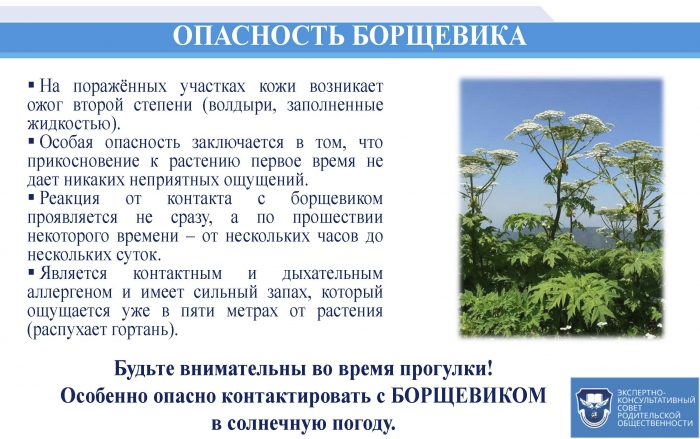 ОПАСНОСТЬ БОРЩЕВИКА
▪ На поражённых участках кожи возникает
ожог второй степени (волдыри, заполненные
жидкостью).
▪ Особая опасность заключается в том, что
прикосновение к растению первое время не
дает никаких неприятных ощущений.
▪ Реакция от контакта с борщевиком
проявляется не сразу, а по прошествии
некоторого времени – от нескольких часов до
нескольких суток.
▪ Является контактным и дыхательным
аллергеном и имеет сильный запах, который
ощущается уже в пяти метрах от растения
(распухает гортань).
Будьте внимательны во время прогулки!
Особенно опасно контактировать с БОРЩЕВИКОМ
в солнечную погоду.
ЭКСПЕРТНО-
КОНСУЛЬТАТИВНЫЙ
СОВЕТ
РОДИТЕЛЬСКОЙ
ОБЩЕСТВЕННОСТИ